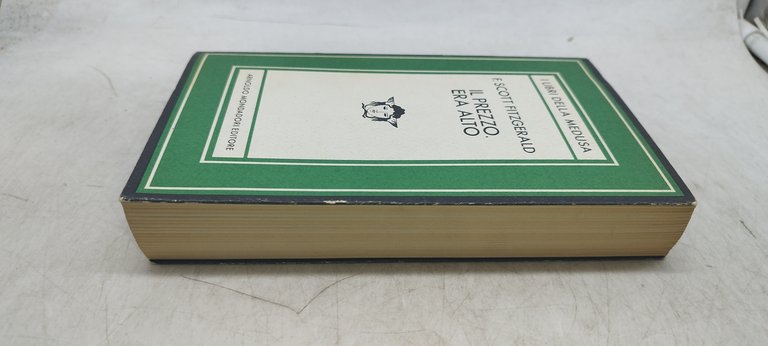 I LIBRI DELLA MEDUSA
F. SCOTT FITZGERALD
IL PREZZO
ERA ALTO
ARNOLDO MONDADORI EDITORE